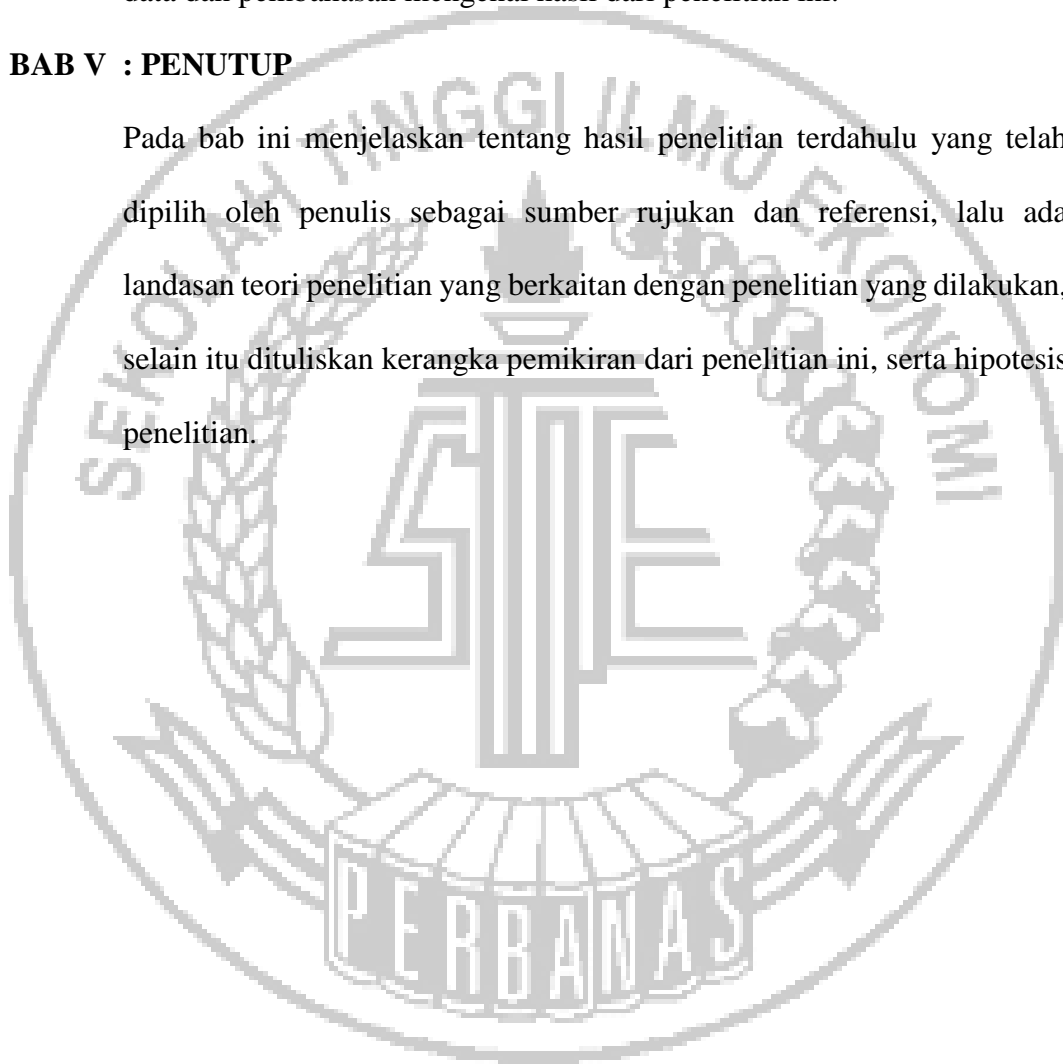 data dan pembahasan mengenai hasil dari penelitian ini.
BAB V : PENUTUP
Pada bab ini menjelaskan tentang hasil penelitian terdahulu yang telah
dipilih oleh penulis sebagai sumber rujukan dan referensi, lalu ada
landasan teori penelitian yang berkaitan dengan penelitian yang dilakukan,
selain itu dituliskan kerangka pemikiran dari penelitian ini, serta hipotesis
penelitian.
SEKOLAH TINGGI ILMU EKONOMI
STIE
PERBANAS